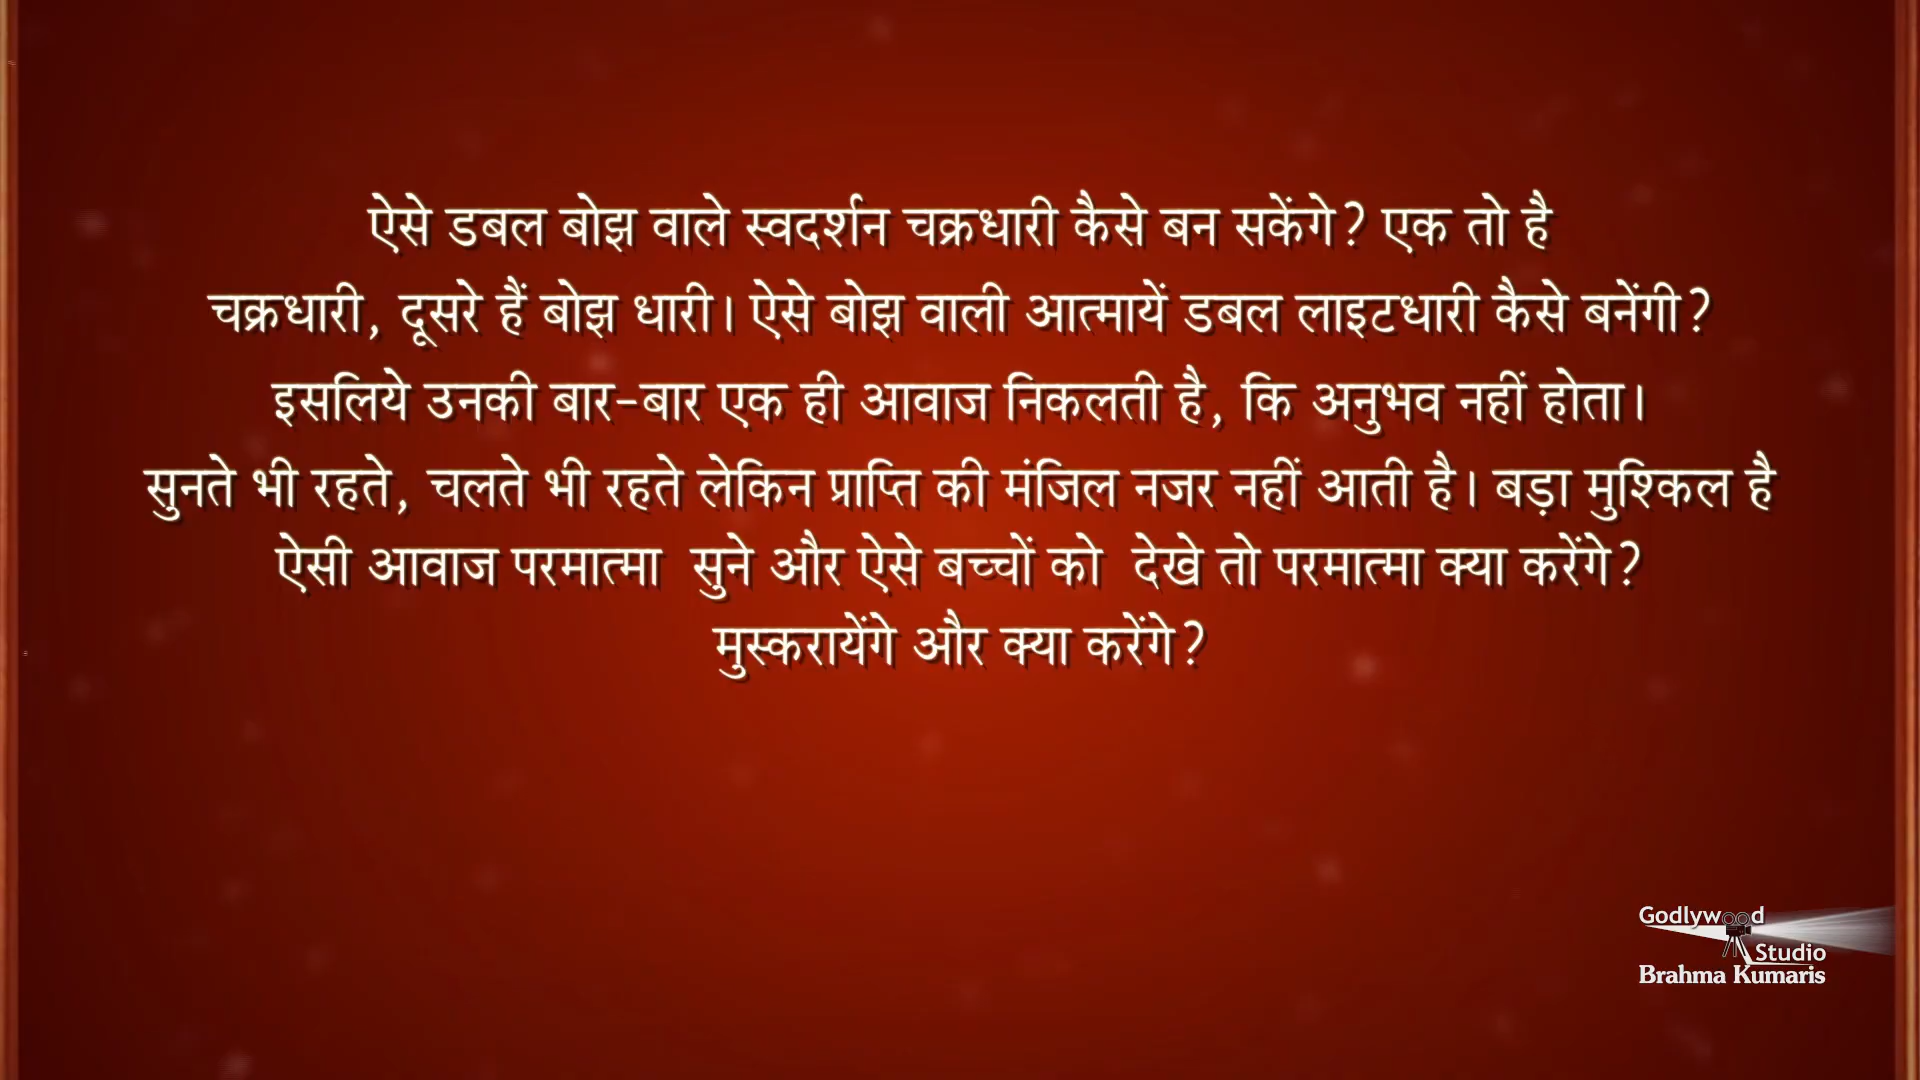 ऐसे डबल बोझ वाले स्वदर्शन चक्रधारी कैसे बन सकेंगे? एक तो है
चक्रधारी, दूसरे हैं बोझ धारी। ऐसे बोझ वाली आत्मायें डबल लाइटधारी कैसे बनेंगी?
इसलिये उनकी बार-बार एक ही आवाज निकलती है, कि अनुभव नहीं होता।
सुनते भी रहते, चलते भी रहते लेकिन प्राप्ति की मंजिल नजर नहीं आती है। बड़ा मुश्किल है
ऐसी आवाज परमात्मा सुने और ऐसे बच्चों को देखे तो परमात्मा क्या करेंगे?
मुस्करायेंगे और क्या करेंगे?
Godlywood
Studio
Brahma Kumaris